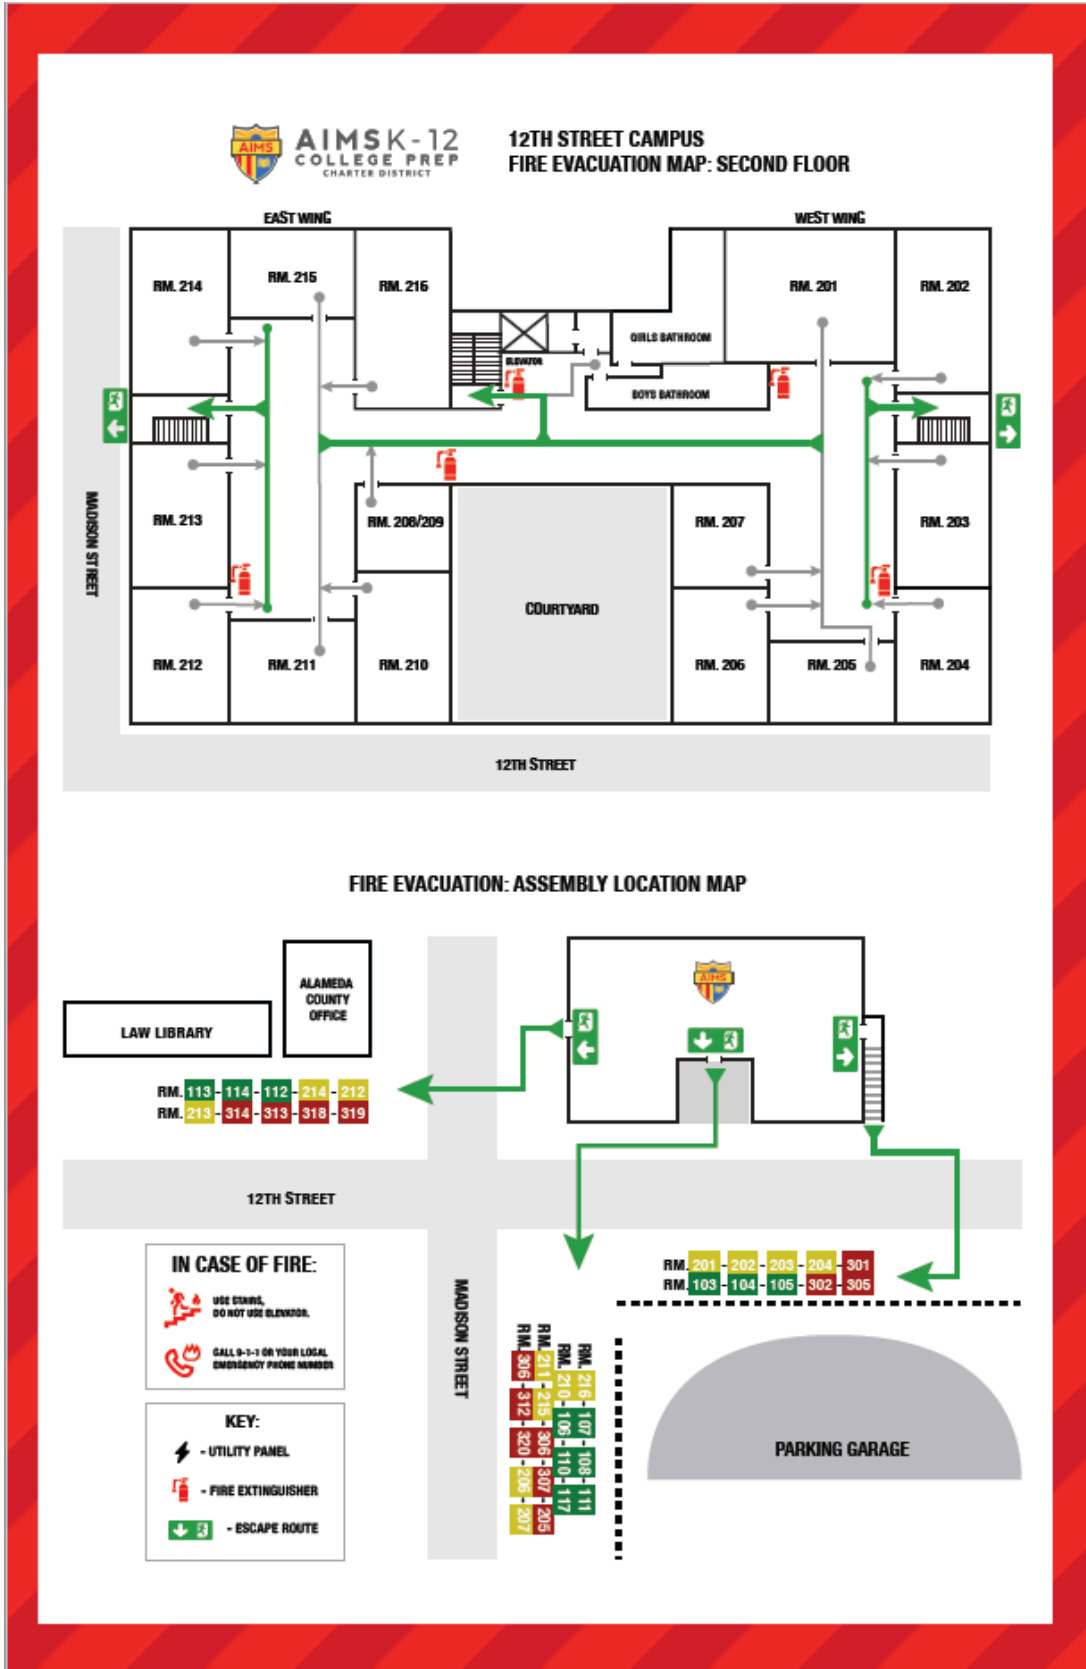 AIMS
AIMS K-12
COLLEGE PREP
CHARTER DISTRICT
12TH STREET CAMPUS
FIRE EVACUATION MAP: SECOND FLOOR
EAST WING
WEST WING
RM. 214
RM. 215
RM. 216
RM. 201
RM. 202
GIRLS BATHROOM
ELEVATOR
BOYS BATHROOM
MADISON STREET
RM. 213
RM. 208/209
RM. 207
RM. 203
COURTYARD
RM. 212
RM. 211
RM. 210
RM. 206
RM. 205
RM. 204
12TH STREET
FIRE EVACUATION: ASSEMBLY LOCATION MAP
ALAMEDA
COUNTY
OFFICE
LAW LIBRARY
AIMS
RM. 113 - 114 - 112 - 214 - 212
RM. 213 - 314 - 313 - 318 - 319
12TH STREET
MADISON STREET
RM. 201 - 202 - 203 - 204 - 301
RM. 103 - 104 - 105 - 302 - 305
RM. 216 - 107 - 108 - 111
RM. 210 - 106 - 110 - 117
RM. 211 - 215 - 306 - 307 - 205
RM. 306 - 312 - 320 - 206 - 207
PARKING GARAGE
IN CASE OF FIRE:
USE STAIRS,
DO NOT USE ELEVATOR.
CALL 9-1-1 OR YOUR LOCAL
EMERGENCY PHONE NUMBER
KEY:
- UTILITY PANEL
- FIRE EXTINGUISHER
- ESCAPE ROUTE